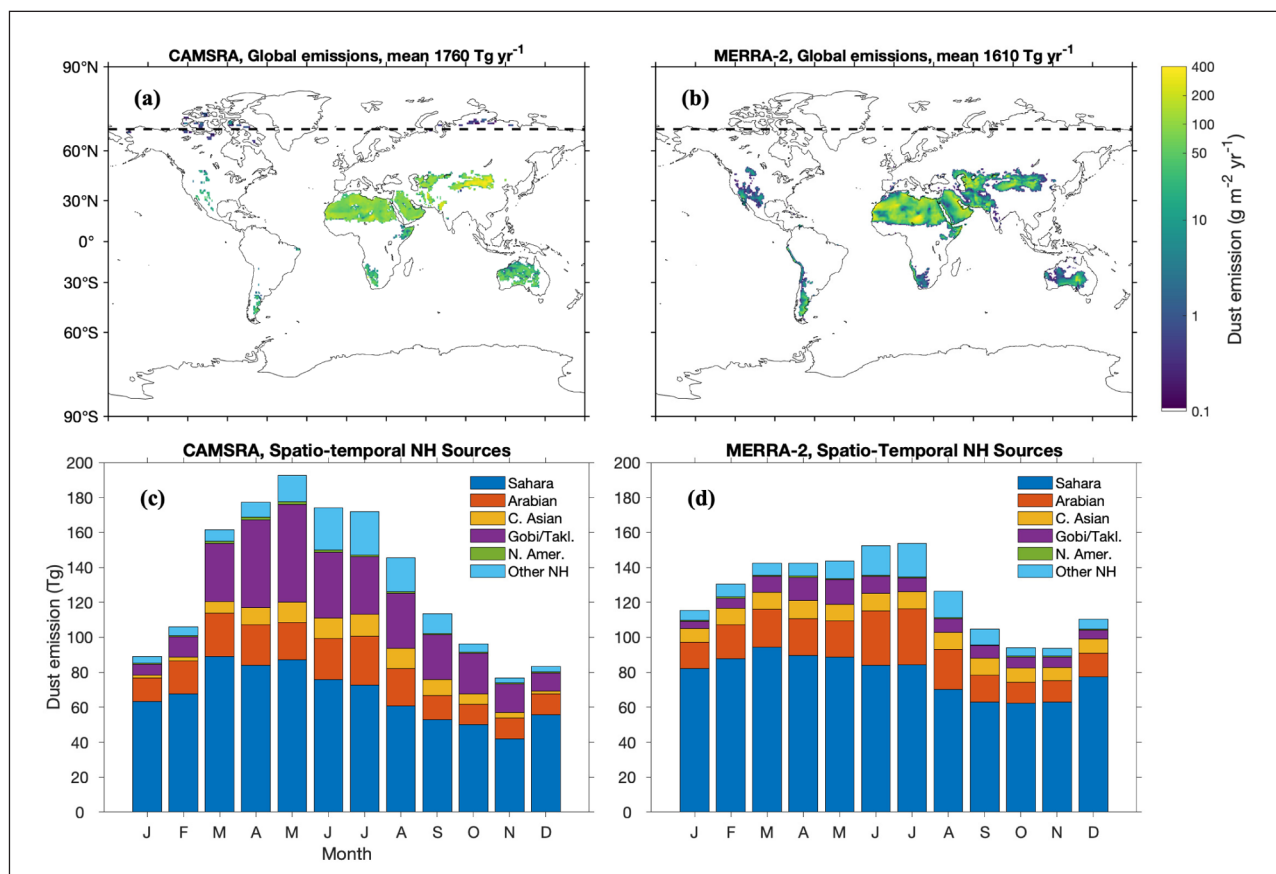 CAMSRA, Global emissions, mean 1760 Tg yr⁻¹
90°N
60°N
30°N
0°
30°S
60°S
90°S
(a)
MERRA-2, Global emissions, mean 1610 Tg yr⁻¹
(b)
400
200
100
50
10
1
0.1
Dust emission (g m⁻² yr⁻¹)
CAMSRA, Spatio-temporal NH Sources
(c)
Sahara
Arabian
C. Asian
Gobi/Takl.
N. Amer.
Other NH
200
180
160
140
120
100
80
60
40
20
0
Dust emission (Tg)
J F M A M J J A S O N D
Month
MERRA-2, Spatio-Temporal NH Sources
(d)
Sahara
Arabian
C. Asian
Gobi/Takl.
N. Amer.
Other NH
200
180
160
140
120
100
80
60
40
20
0
J F M A M J J A S O N D